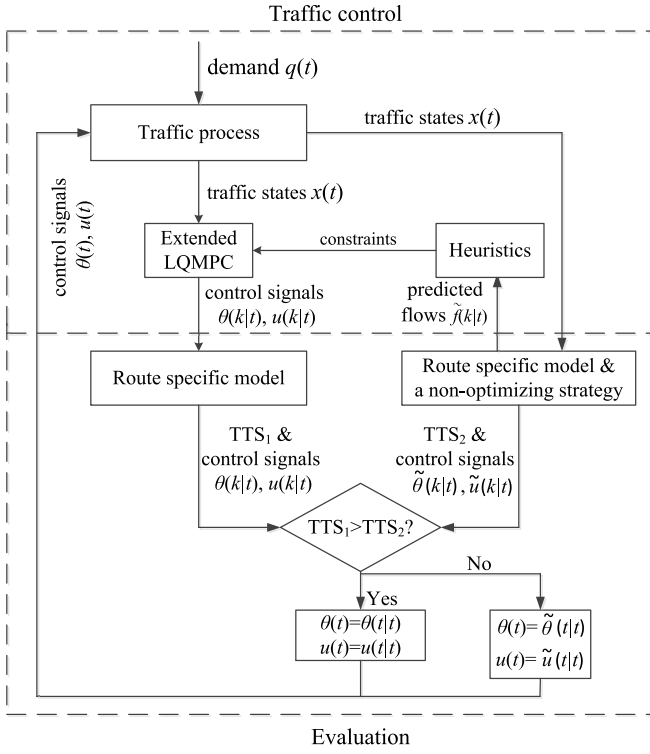 Traffic control
demand q(t)
Traffic process
traffic states x(t)
traffic states x(t)
control signals
θ(t), u(t)
Extended
LQMPC
constraints
Heuristics
control signals
θ(k|t), u(k|t)
predicted
flows f̃(k|t)
Route specific model
Route specific model &
a non-optimizing strategy
TTS₁ &
control signals
θ(k|t), u(k|t)
TTS₂ &
control signals
θ̃(k|t), ũ(k|t)
TTS₁>TTS₂?
No
Yes
θ(t)=θ(t|t)
u(t)=u(t|t)
θ(t)=θ̃(t|t)
u(t)=ũ(t|t)
Evaluation